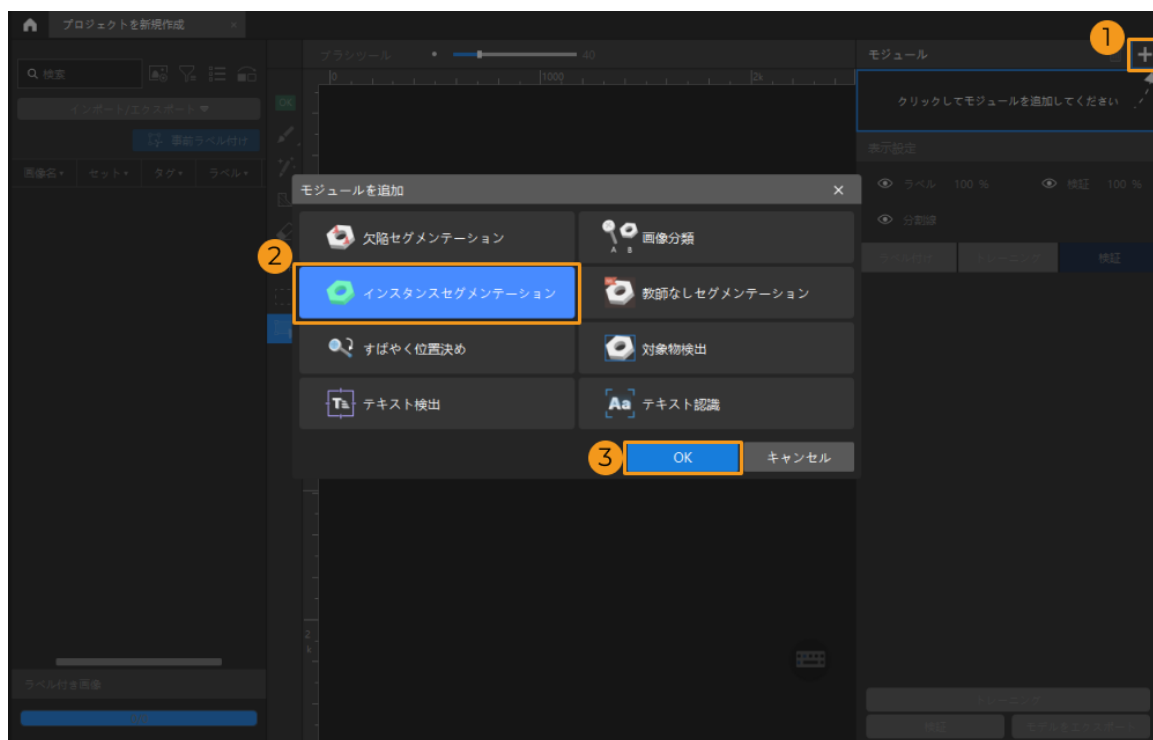 プロジェクトを新規作成 ×
1
ブラシツール 40
モジュール
検索
0 1000 2k
クリックしてモジュールを追加してください
インポート/エクスポート
OK
事前ラベル付け
表示設定
画像名 セット タグ ラベル
ラベル 100 % 検証 100 %
モジュールを追加 ×
分割線
欠陥セグメンテーション
A B 画像分類
ラベル付け トレーニング 検証
2
インスタンスセグメンテーション
教師なしセグメンテーション
すばやく位置決め
対象物検出
T テキスト検出
Aa テキスト認識
3 OK キャンセル
2
k
ラベル付き画像
トレーニング
検証 モデルをエクスポート